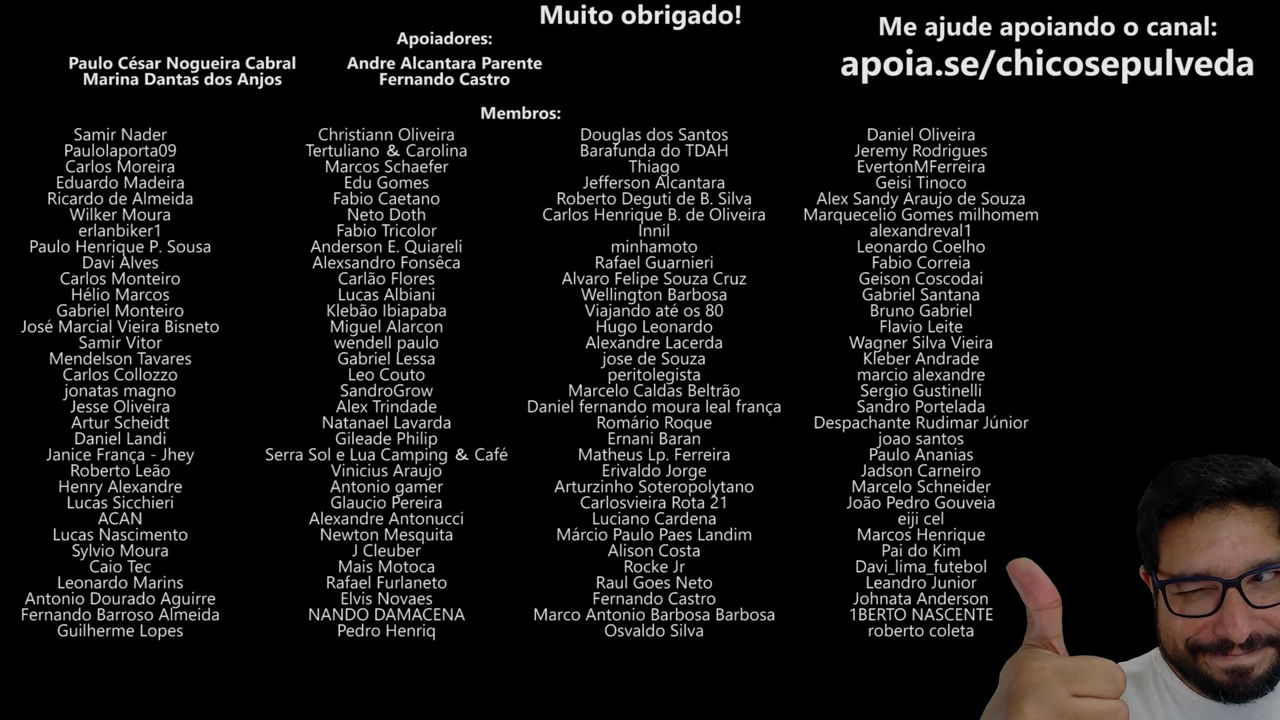 Muito obrigado!
Me ajude apoiando o canal:
apoia.se/chicosepulveda
Apoiadores:
Paulo César Nogueira Cabral
Marina Dantas dos Anjos
Andre Alcantara Parente
Fernando Castro
Membros:
Samir Nader
Paulolaporta09
Carlos Moreira
Eduardo Madeira
Ricardo de Almeida
Wilker Moura
erlanbiker1
Paulo Henrique P. Sousa
Davi Alves
Carlos Monteiro
Hélio Marcos
Gabriel Monteiro
José Marcial Vieira Bisneto
Samir Vitor
Mendelson Tavares
Carlos Collozzo
jonatas magno
Jesse Oliveira
Artur Scheidt
Daniel Landi
Janice França - Jhey
Roberto Leão
Henry Alexandre
Lucas Sicchieri
ACAN
Lucas Nascimento
Sylvio Moura
Caio Tec
Leonardo Marins
Antonio Dourado Aguirre
Fernando Barroso Almeida
Guilherme Lopes
Christiann Oliveira
Tertuliano & Carolina
Marcos Schaefer
Edu Gomes
Fabio Caetano
Neto Doth
Fabio Tricolor
Anderson E. Quiareli
Alexsandro Fonsêca
Carlão Flores
Lucas Albiani
Klebão Ibiapaba
Miguel Alarcon
wendell paulo
Gabriel Lessa
Leo Couto
SandroGrow
Alex Trindade
Natanael Lavarda
Gileade Philip
Serra Sol e Lua Camping & Café
Vinicius Araujo
Antonio gamer
Glaucio Pereira
Alexandre Antonucci
Newton Mesquita
J Cleuber
Mais Motoca
Rafael Furlaneto
Elvis Novaes
NANDO DAMACENA
Pedro Henriq
Douglas dos Santos
Barafunda do TDAH
Thiago
Jefferson Alcantara
Roberto Deguti de B. Silva
Carlos Henrique B. de Oliveira
Innil
minhamoto
Rafael Guarnieri
Alvaro Felipe Souza Cruz
Wellington Barbosa
Viajando até os 80
Hugo Leonardo
Alexandre Lacerda
jose de Souza
peritolegista
Marcelo Caldas Beltrão
Daniel fernando moura leal frança
Romário Roque
Ernani Baran
Matheus Lp. Ferreira
Erivaldo Jorge
Arturzinho Soteropolytano
Carlosvieira Rota 21
Luciano Cardena
Márcio Paulo Paes Landim
Alison Costa
Rocke Jr
Raul Goes Neto
Fernando Castro
Marco Antonio Barbosa Barbosa
Osvaldo Silva
Daniel Oliveira
Jeremy Rodrigues
EvertonMFerreira
Geisi Tinoco
Alex Sandy Araujo de Souza
Marquecelio Gomes milhomem
alexandreval1
Leonardo Coelho
Fabio Correia
Geison Coscodai
Gabriel Santana
Bruno Gabriel
Flavio Leite
Wagner Silva Vieira
Kleber Andrade
marcio alexandre
Sergio Gustinelli
Sandro Portelada
Despachante Rudimar Júnior
joao santos
Paulo Ananias
Jadson Carneiro
Marcelo Schneider
João Pedro Gouveia
eiji cel
Marcos Henrique
Pai do Kim
Davi_lima_futebol
Leandro Junior
Johnata Anderson
1BERTO NASCENTE
roberto coleta